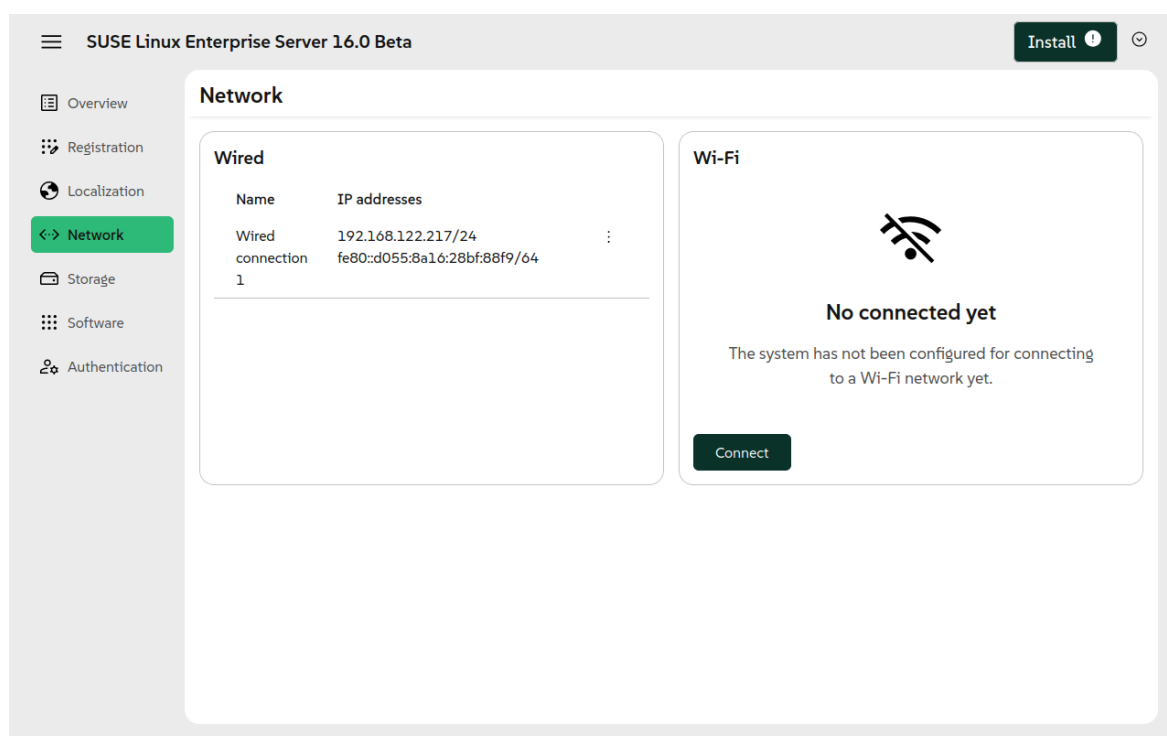 SUSE Linux Enterprise Server 16.0 Beta
Install
Overview
Registration
Localization
Network
Storage
Software
Authentication
Network
Wired
Name IP addresses
Wired connection 1
192.168.122.217/24
fe80::d055:8a16:28bf:88f9/64
Wi-Fi
No connected yet
The system has not been configured for connecting
to a Wi-Fi network yet.
Connect